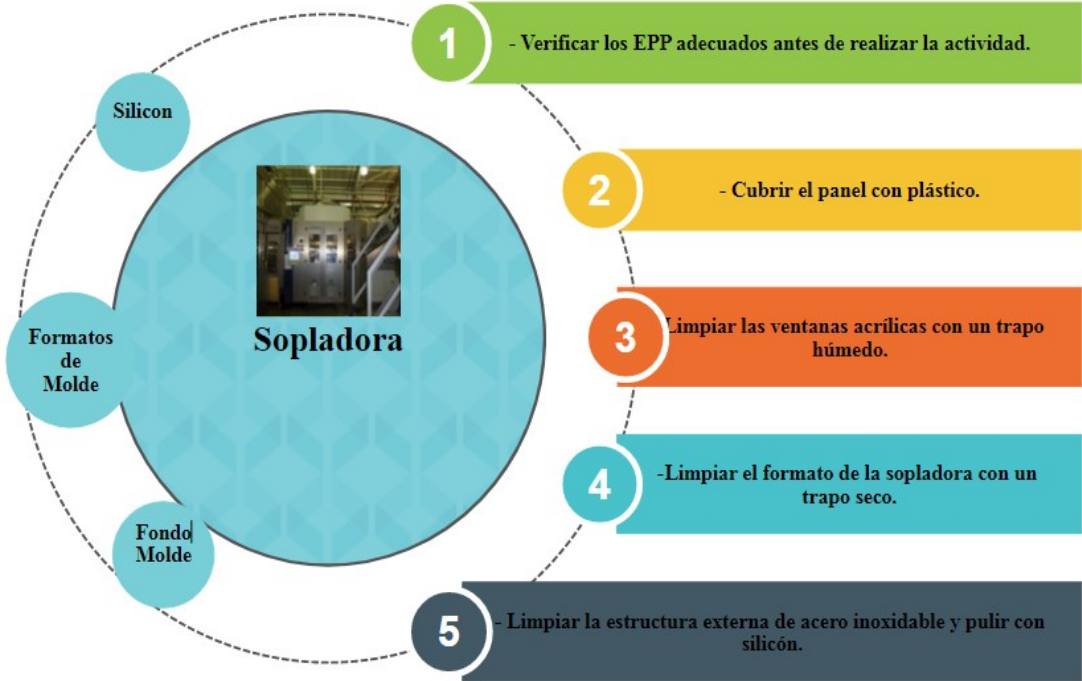 1
- Verificar los EPP adecuados antes de realizar la actividad.
Silicon
2
- Cubrir el panel con plástico.
Sopladora
3
Limpiar las ventanas acrílicas con un trapo
húmedo.
Formatos
de
Molde
4
-Limpiar el formato de la sopladora con un
trapo seco.
Fondo
Molde
5
- Limpiar la estructura externa de acero inoxidable y pulir con
silicón.